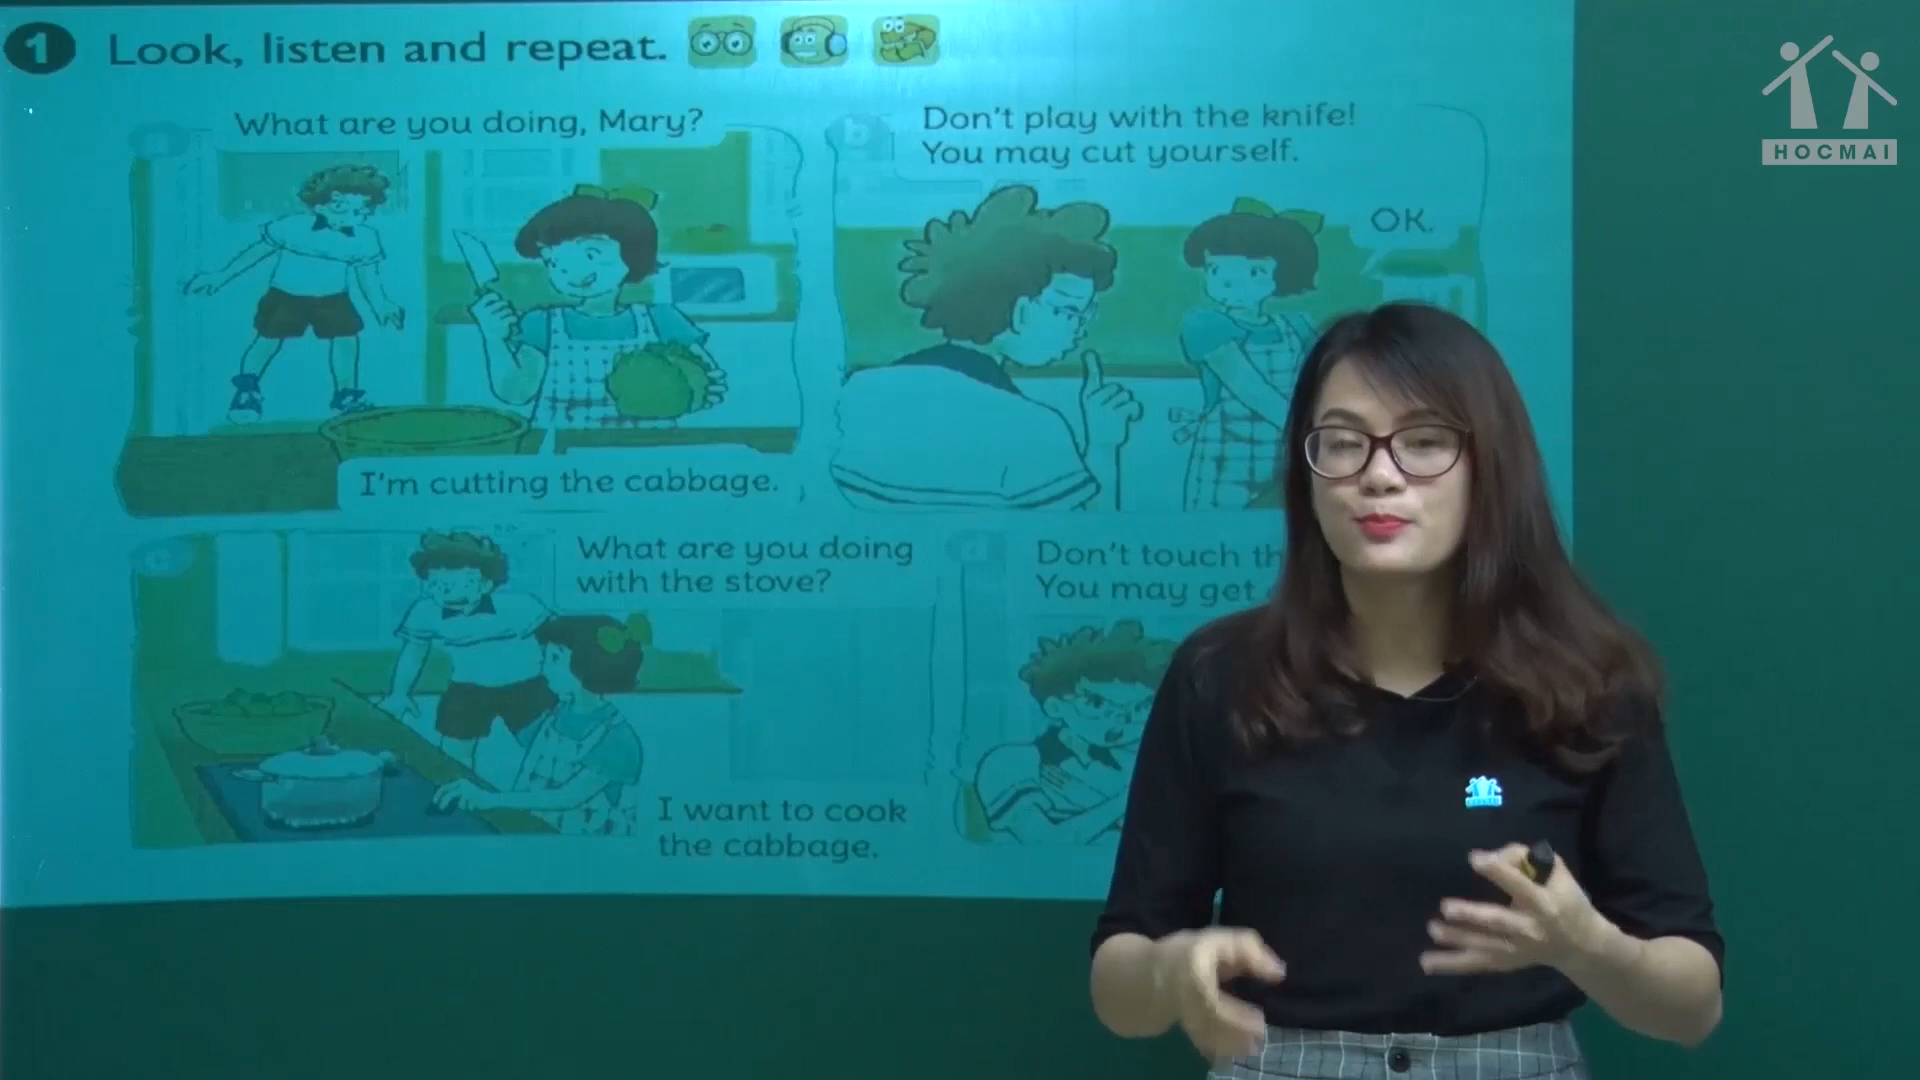 1 Look, listen and repeat.
HOCMAI
a
What are you doing, Mary?
I'm cutting the cabbage.
b
Don't play with the knife!
You may cut yourself.
OK.
c
What are you doing
with the stove?
I want to cook
the cabbage.
d
Don't touch th
You may get